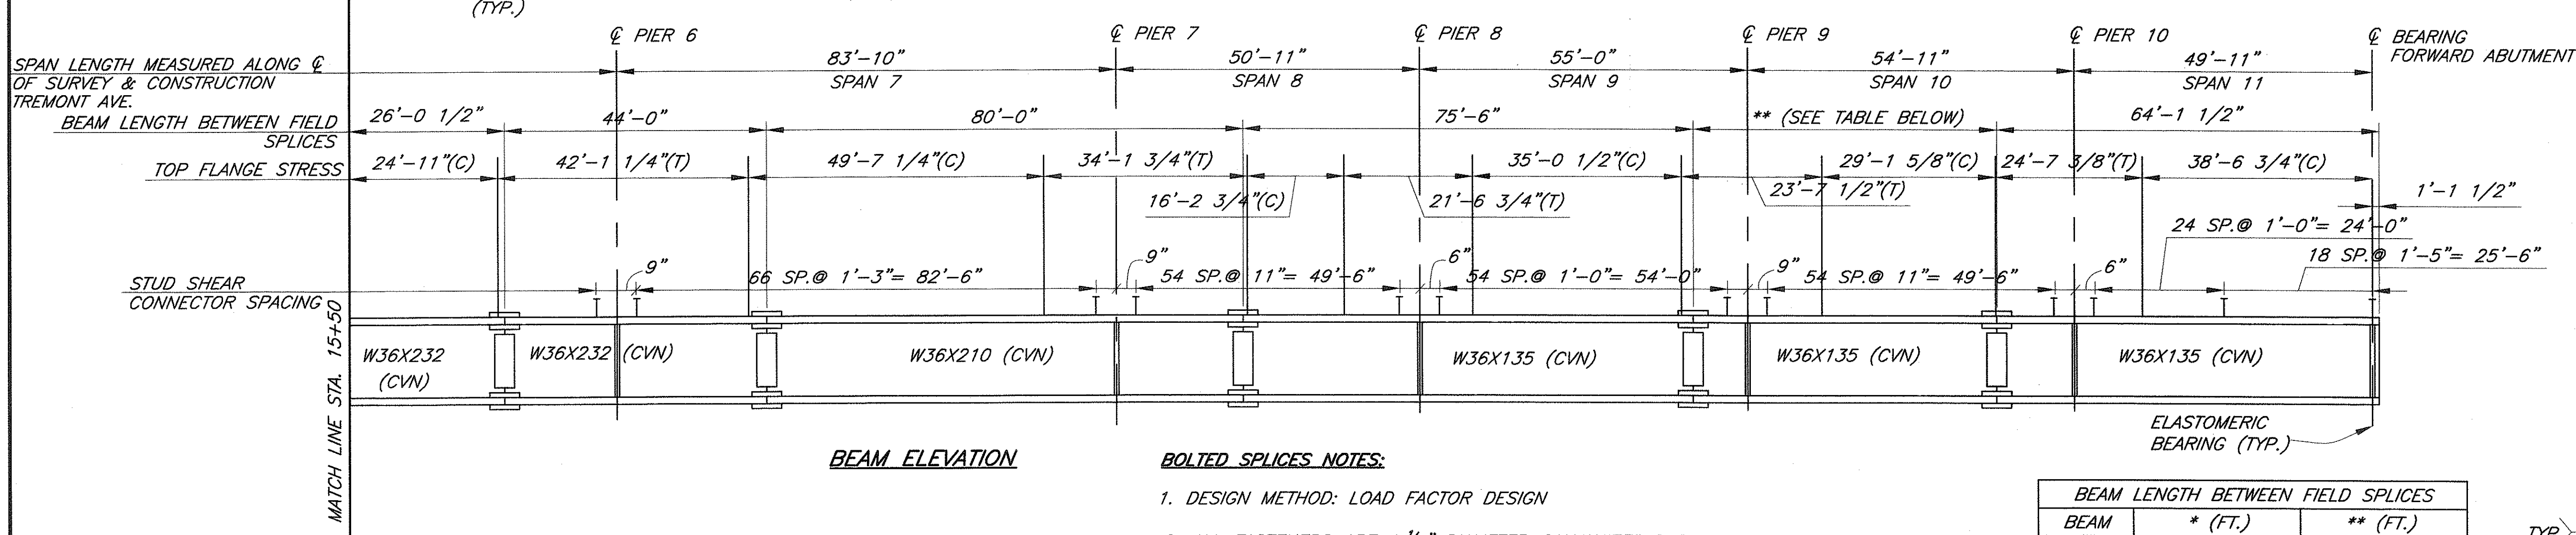 (TYP.)
℄ PIER 6
℄ PIER 7
℄ PIER 8
℄ PIER 9
℄ PIER 10
℄ BEARING
FORWARD ABUTMENT
SPAN LENGTH MEASURED ALONG ℄
OF SURVEY & CONSTRUCTION
TREMONT AVE.
83'-10"
SPAN 7
50'-11"
SPAN 8
55'-0"
SPAN 9
54'-11"
SPAN 10
49'-11"
SPAN 11
BEAM LENGTH BETWEEN FIELD
SPLICES
26'-0 1/2"
44'-0"
80'-0"
75'-6"
** (SEE TABLE BELOW)
64'-1 1/2"
TOP FLANGE STRESS
24'-11"(C)
42'-1 1/4"(T)
49'-7 1/4"(C)
34'-1 3/4"(T)
16'-2 3/4"(C)
21'-6 3/4"(T)
35'-0 1/2"(C)
23'-7 1/2"(T)
29'-1 5/8"(C)
24'-7 3/8"(T)
38'-6 3/4"(C)
1'-1 1/2"
STUD SHEAR
CONNECTOR SPACING
9"
66 SP.@ 1'-3"= 82'-6"
9"
54 SP.@ 11"= 49'-6"
6"
54 SP.@ 1'-0"= 54'-0"
9"
54 SP.@ 11"= 49'-6"
6"
24 SP.@ 1'-0"= 24'-0"
18 SP.@ 1'-5"= 25'-6"
MATCH LINE STA. 15+50
W36X232
(CVN)
W36X232 (CVN)
W36X210 (CVN)
W36X135 (CVN)
W36X135 (CVN)
W36X135 (CVN)
ELASTOMERIC
BEARING (TYP.)
BEAM ELEVATION
BOLTED SPLICES NOTES:
1. DESIGN METHOD: LOAD FACTOR DESIGN
BEAM LENGTH BETWEEN FIELD SPLICES
BEAM
* (FT.)
** (FT.)
TYP